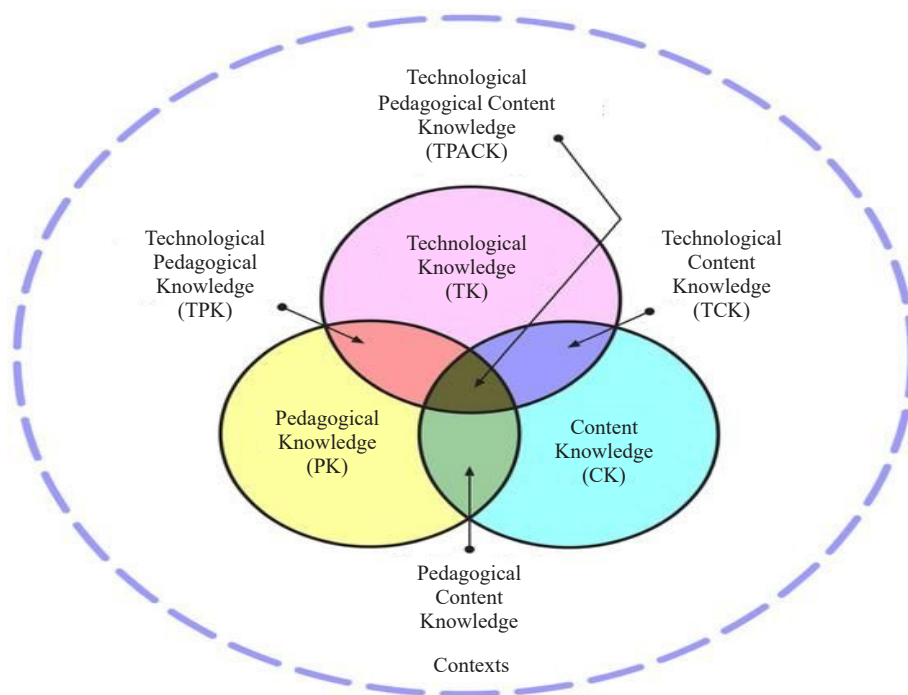 Technological
Pedagogical Content
Knowledge
(TPACK)
Technological
Pedagogical
Knowledge
(TPK)
Technological
Knowledge
(TK)
Technological
Content
Knowledge
(TCK)
Pedagogical
Knowledge
(PK)
Content
Knowledge
(CK)
Pedagogical
Content
Knowledge
Contexts